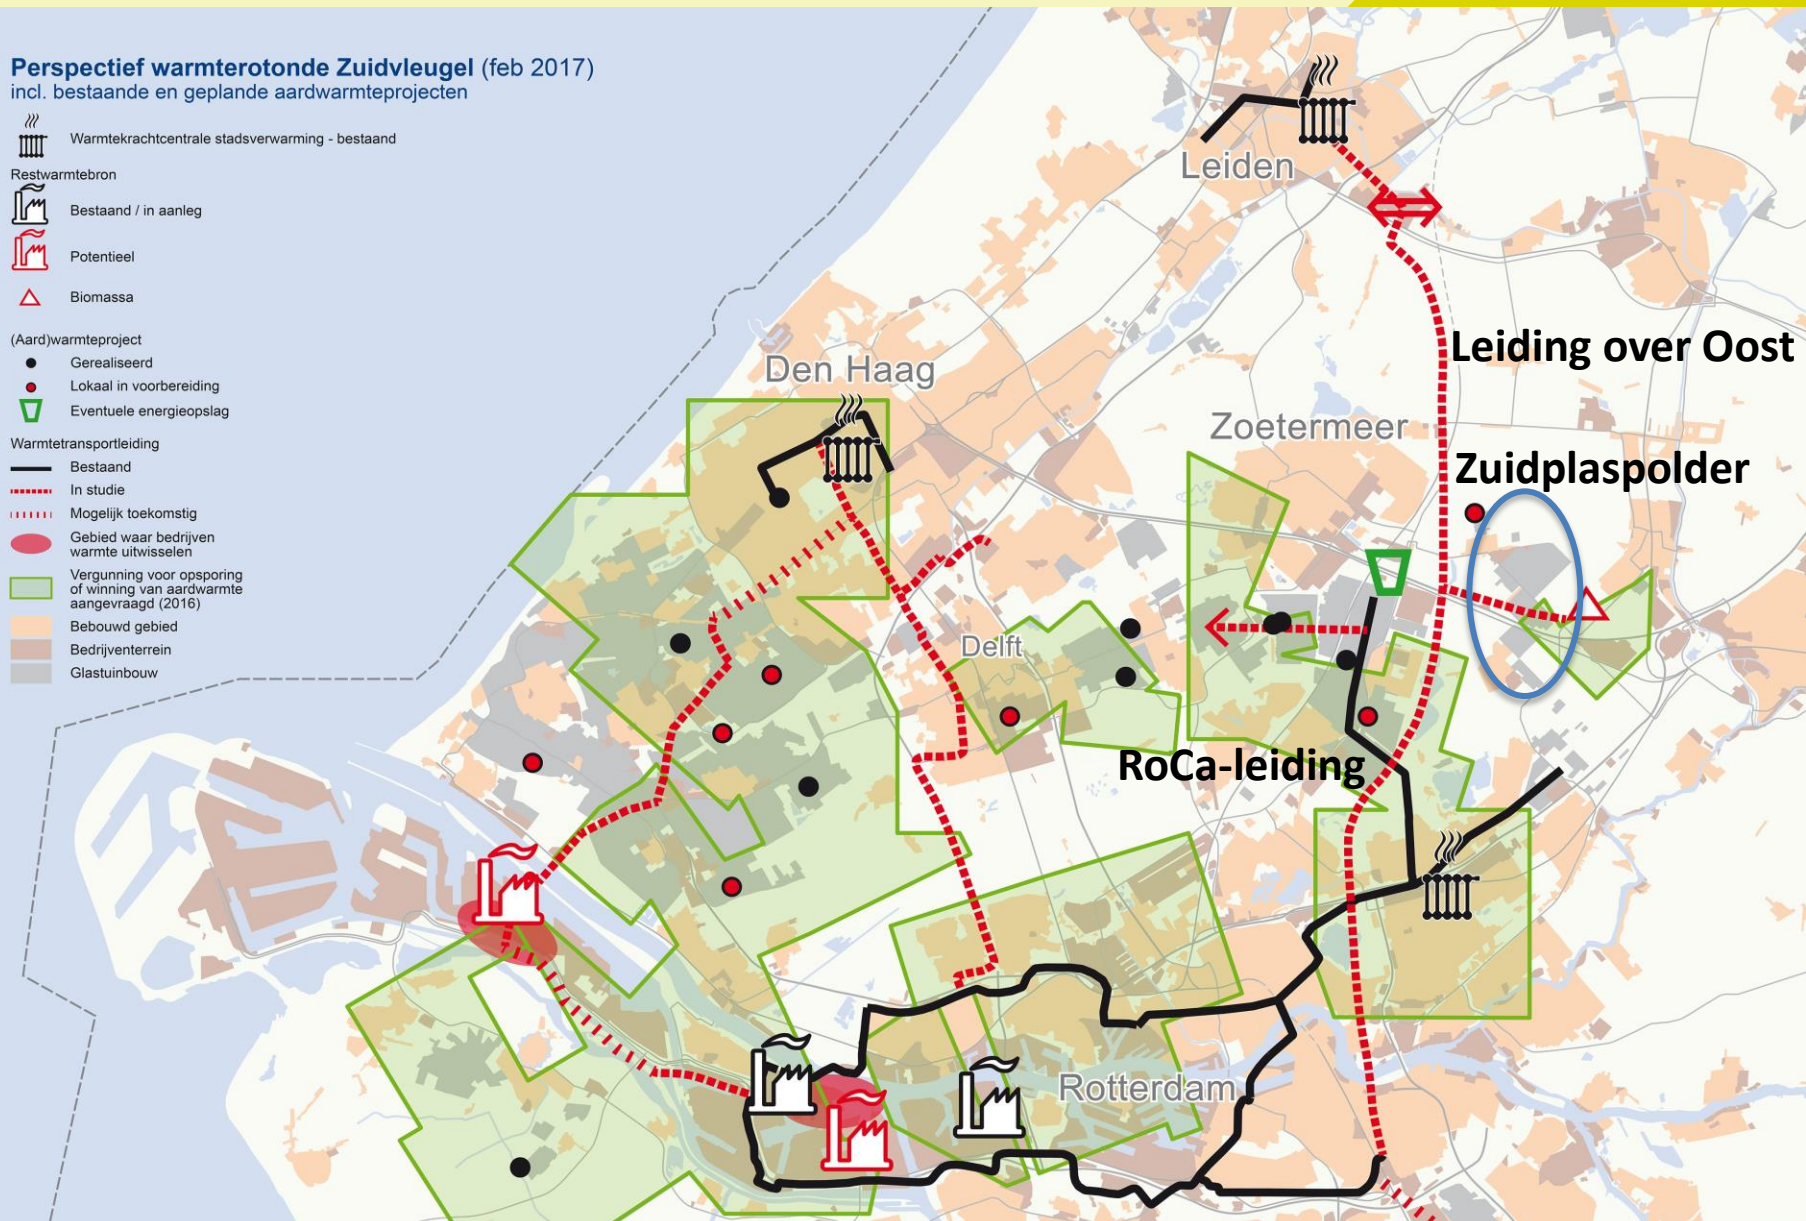 Perspectief warmterotonde Zuidvleugel (feb 2017)
incl. bestaande en geplande aardwarmteprojecten
Warmtekrachtcentrale stadsverwarming - bestaand
Restwarmtebron
Bestaand / in aanleg
Potentieel
Biomassa
(Aard)warmteproject
Gerealiseerd
Lokaal in voorbereiding
Eventuele energieopslag
Warmtetransportleiding
Bestaand
In studie
Mogelijk toekomstig
Gebied waar bedrijven
warmte uitwisselen
Vergunning voor opsporing
of winning van aardwarmte
aangevraagd (2016)
Bebouwd gebied
Bedrijventerrein
Glastuinbouw
Leiden
Leiding over Oost
Den Haag
Zoetermeer
Zuidplaspolder
Delft
RoCa-leiding
Rotterdam